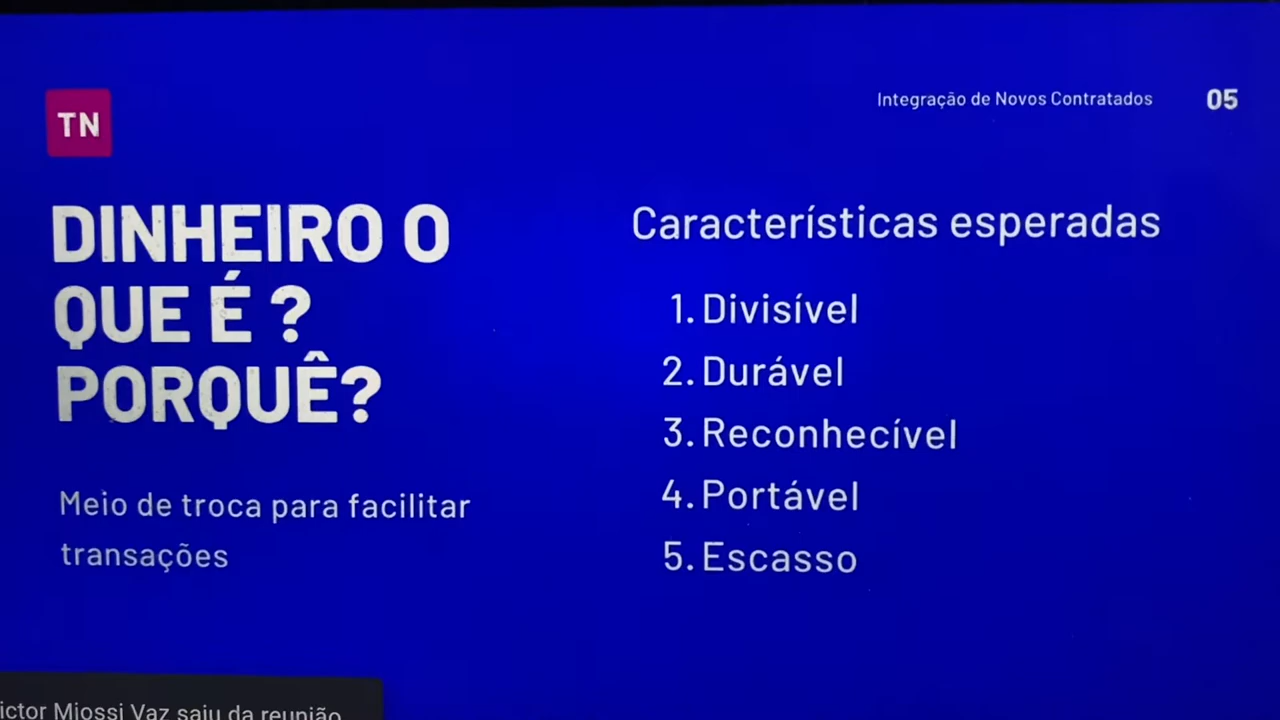 TN
Integração de Novos Contratados
05
DINHEIRO O
QUE É ?
PORQUÊ?
Meio de troca para facilitar
transações
Características esperadas
1. Divisível
2. Durável
3. Reconhecível
4. Portável
5. Escasso
ictor Miossi Vaz saiu da reunião